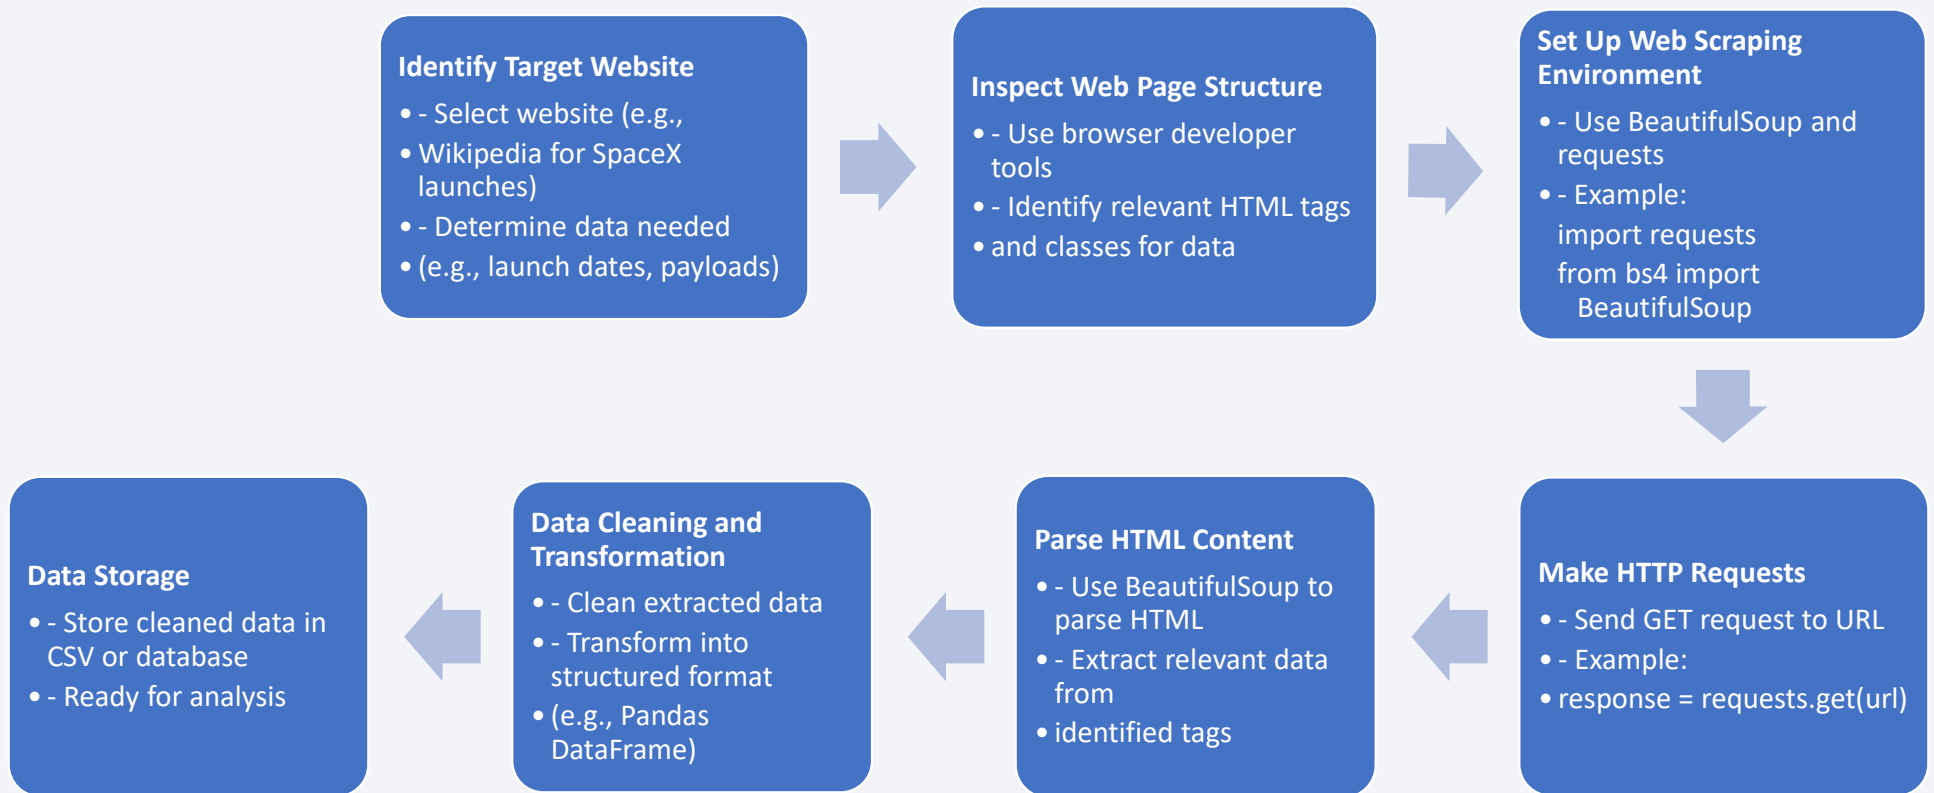 Identify Target Website
• - Select website (e.g.,
• Wikipedia for SpaceX
launches)
• - Determine data needed
• (e.g., launch dates, payloads)
Inspect Web Page Structure
• - Use browser developer
tools
• - Identify relevant HTML tags
• and classes for data
Set Up Web Scraping
Environment
• - Use BeautifulSoup and
requests
• - Example:
import requests
from bs4 import
BeautifulSoup
Make HTTP Requests
• - Send GET request to URL
• - Example:
• response = requests.get(url)
Parse HTML Content
• - Use BeautifulSoup to
parse HTML
• - Extract relevant data
from
• identified tags
Data Cleaning and
Transformation
• - Clean extracted data
• - Transform into
structured format
• (e.g., Pandas
DataFrame)
Data Storage
• - Store cleaned data in
CSV or database
• - Ready for analysis